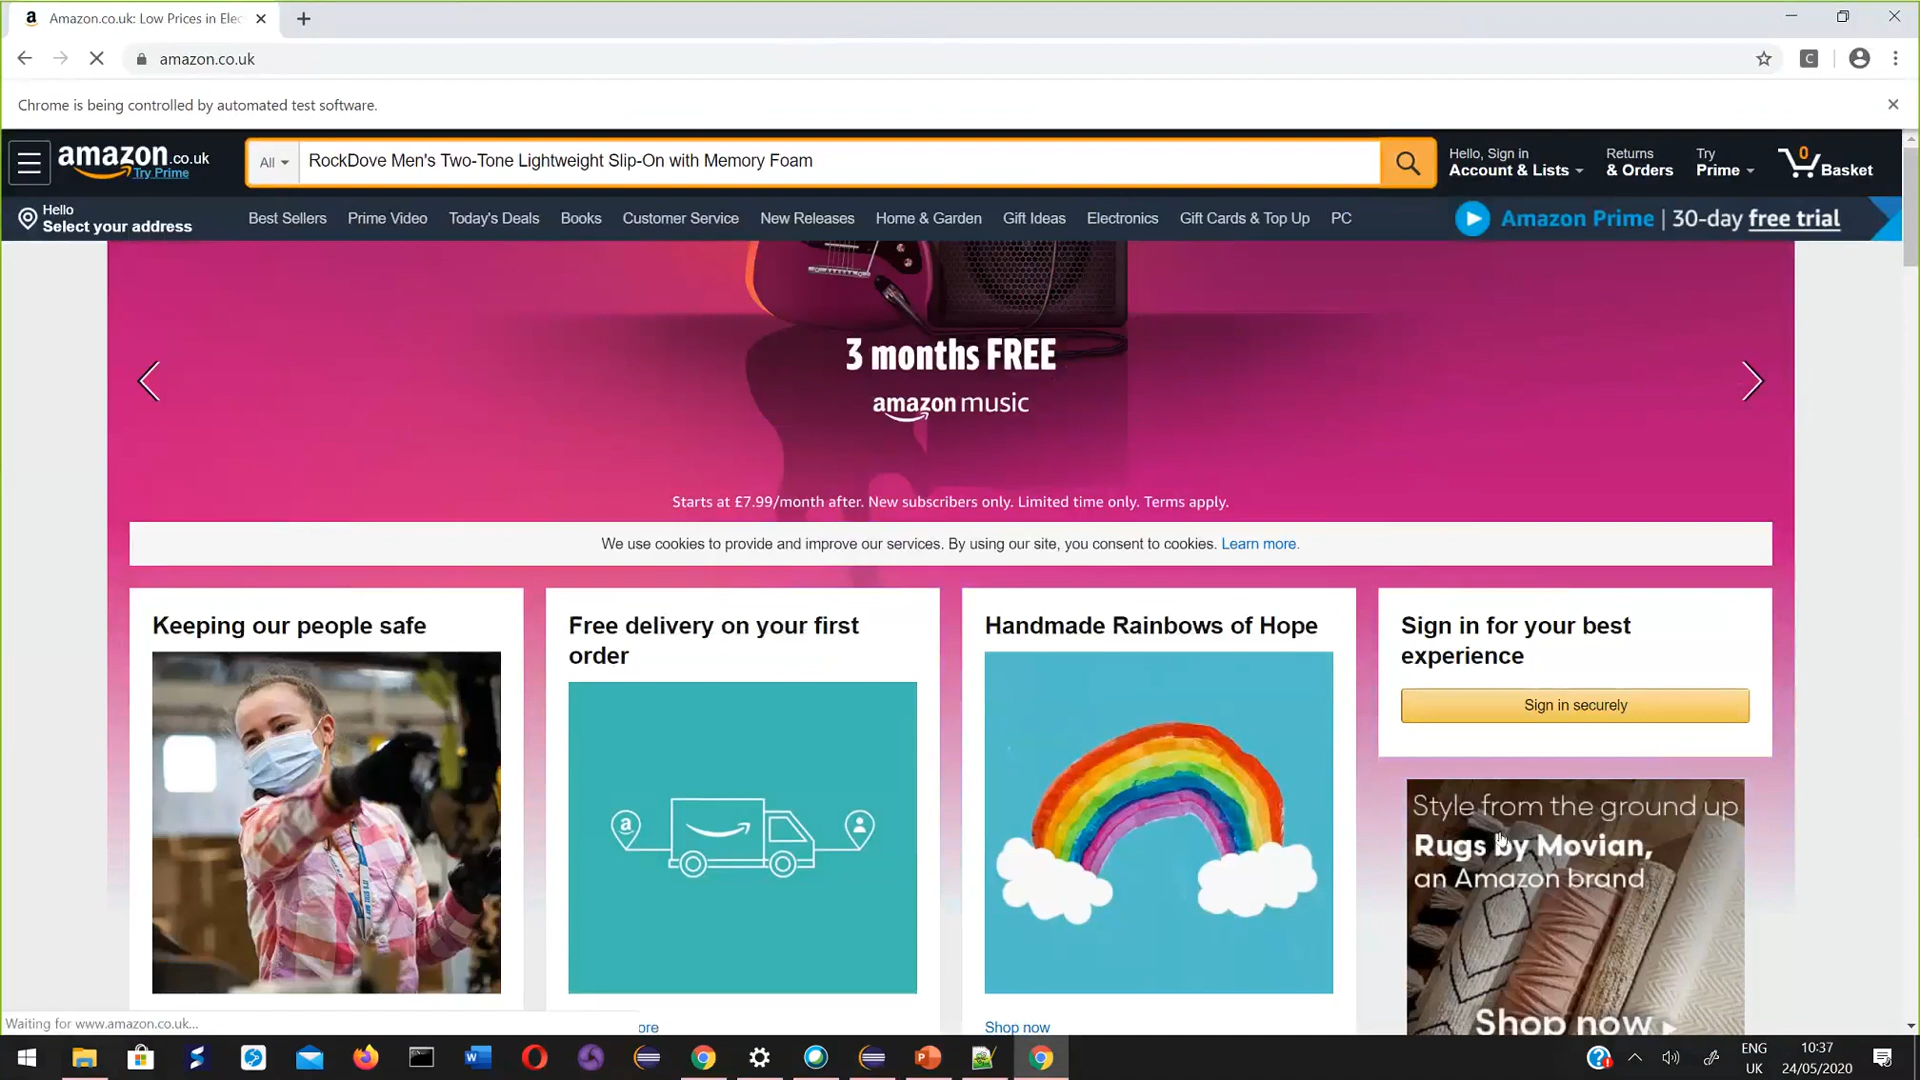 Amazon.co.uk: Low Prices in Elec
amazon.co.uk
Chrome is being controlled by automated test software.
amazon.co.uk
Try Prime
All
RockDove Men's Two-Tone Lightweight Slip-On with Memory Foam
Hello, Sign in
Account & Lists
Returns
& Orders
Try
Prime
0
Basket
Hello
Select your address
Best Sellers
Prime Video
Today's Deals
Books
Customer Service
New Releases
Home & Garden
Gift Ideas
Electronics
Gift Cards & Top Up
PC
Amazon Prime | 30-day free trial
3 months FREE
amazon music
Starts at £7.99/month after. New subscribers only. Limited time only. Terms apply.
We use cookies to provide and improve our services. By using our site, you consent to cookies. Learn more.
Keeping our people safe
Free delivery on your first
order
Handmade Rainbows of Hope
Sign in for your best
experience
Sign in securely
Style from the ground up
Rugs by Movian,
an Amazon brand
Shop now
Waiting for www.amazon.co.uk...
ore
Shop now
ENG
UK
10:37
24/05/2020